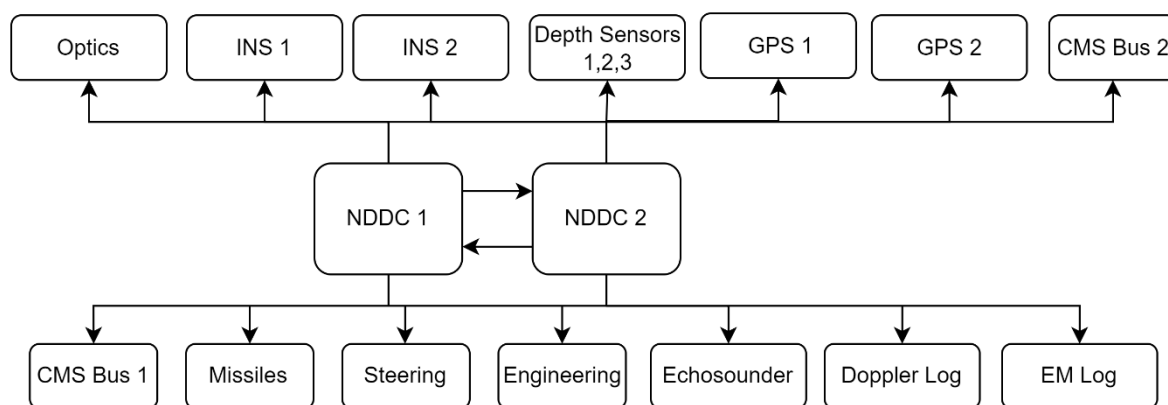 Optics
INS 1
INS 2
Depth Sensors
1,2,3
GPS 1
GPS 2
CMS Bus 2
NDDC 1
NDDC 2
CMS Bus 1
Missiles
Steering
Engineering
Echosounder
Doppler Log
EM Log